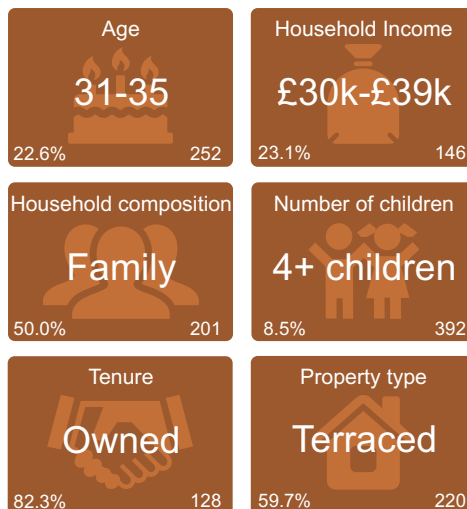 Age
31-35
22.6% 252
Household Income
£30k-£39k
23.1% 146
Household composition
Family
50.0% 201
Number of children
4+ children
8.5% 392
Tenure
Owned
82.3% 128
Property type
Terraced
59.7% 220